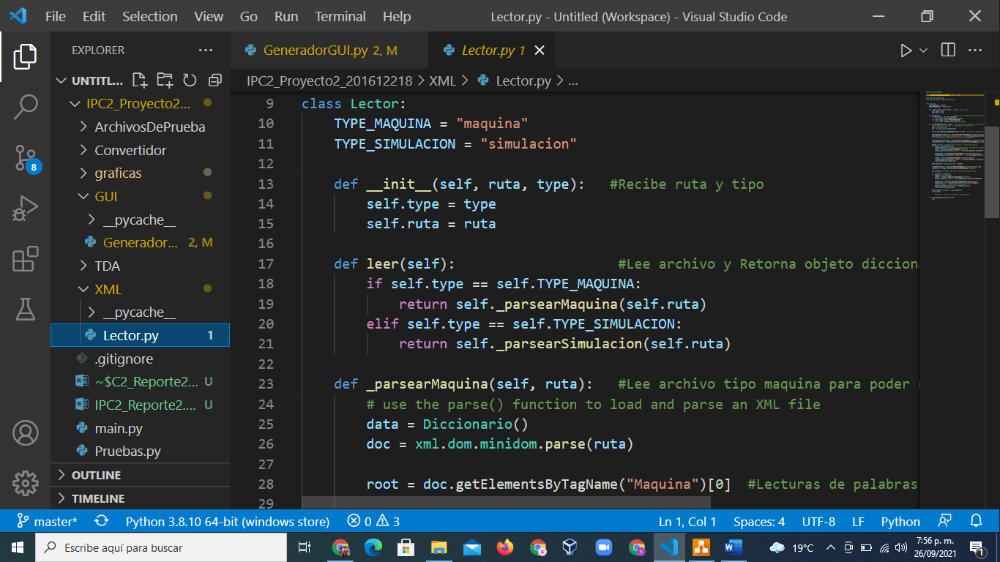 File Edit Selection View Go Run Terminal Help Lector.py - Untitled (Workspace) - Visual Studio Code
EXPLORER
GeneradorGUI.py 2, M
Lector.py 1
UNTITL...
IPC2_Proyecto2_201612218 > XML > Lector.py > ...
IPC2_Proyecto2...
ArchivosDePrueba
Convertidor
graficas
GUI
__pycache__
Generador... 2, M
TDA
XML
__pycache__
Lector.py 1
.gitignore
~$C2_Reporte2... U
IPC2_Reporte2.... U
main.py
Pruebas.py
OUTLINE
TIMELINE
8
9 class Lector:
10 TYPE_MAQUINA = "maquina"
11 TYPE_SIMULACION = "simulacion"
12
13 def __init__(self, ruta, type): #Recibe ruta y tipo
14 self.type = type
15 self.ruta = ruta
16
17 def leer(self): #Lee archivo y Retorna objeto dicciona
18 if self.type == self.TYPE_MAQUINA:
19 return self._parsearMaquina(self.ruta)
20 elif self.type == self.TYPE_SIMULACION:
21 return self._parsearSimulacion(self.ruta)
22
23 def _parsearMaquina(self, ruta): #Lee archivo tipo maquina para poder
24 # use the parse() function to load and parse an XML file
25 data = Diccionario()
26 doc = xml.dom.minidom.parse(ruta)
27
28 root = doc.getElementsByTagName("Maquina")[0] #Lecturas de palabras
29
master* Python 3.8.10 64-bit (windows store) 0 3 Ln 1, Col 1 Spaces: 4 UTF-8 LF Python
Escribe aquí para buscar
19°C
7:56 p. m.
26/09/2021
1